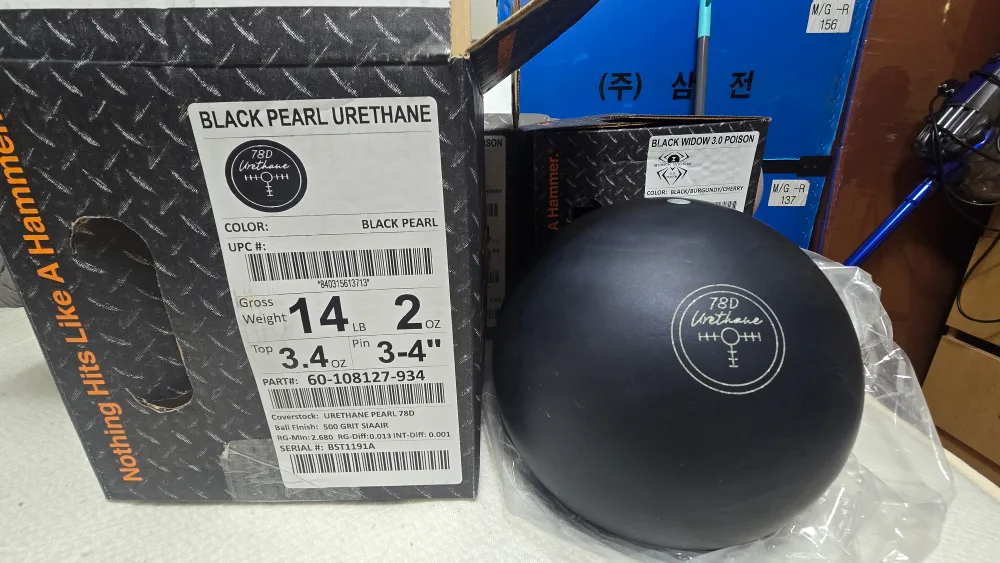 Nothing Hits Like A Hammer.
BLACK PEARL URETHANE
78D
Urethane
COLOR: BLACK PEARL
UPC #:
*840315613713*
Gross Weight 14 LB 2 OZ
Top 3.4 OZ Pin 3-4"
PART#: 60-108127-934
Coverstock: URETHANE PEARL 78D
Ball Finish: 500 GRIT SIAAIR
RG-Min:2.680 RG-Diff:0.013 INT-Diff: 0.001
SERIAL #: BST1191A
M/G -R
156
(주) 삼 전
A Hammer.
BLACK WIDOW 3.0 POISON
BLACK WIDOW
COLOR: BLACK/BURGUNDY/CHERRY
M/G -R
137
78D
Urethane